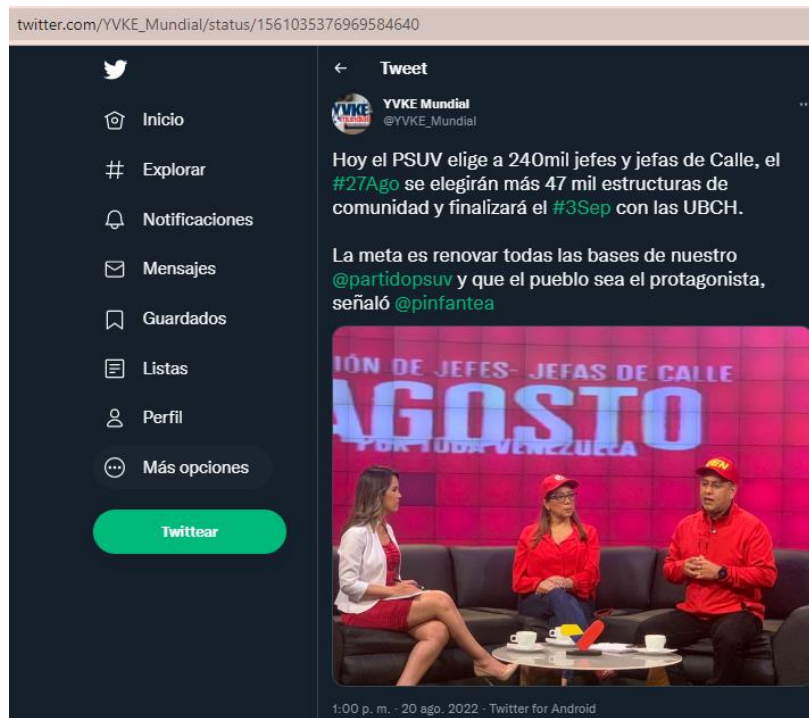 twitter.com/YVKE_Mundial/status/1561035376969584640
Tweet
Inicio
Explorar
Notificaciones
Mensajes
Guardados
Listas
Perfil
Más opciones
Twittear
YVKE
mundial
YVKE Mundial
@YVKE_Mundial
Hoy el PSUV elige a 240mil jefes y jefas de Calle, el
#27Ago se elegirán más 47 mil estructuras de
comunidad y finalizará el #3Sep con las UBCH.
La meta es renovar todas las bases de nuestro
@partidopsuv y que el pueblo sea el protagonista,
señaló @pinfantea
IÓN DE JEFES- JEFAS DE CALLE
AGOSTO
POR TODA VENEZUELA
1:00 p. m. · 20 ago. 2022 · Twitter for Android